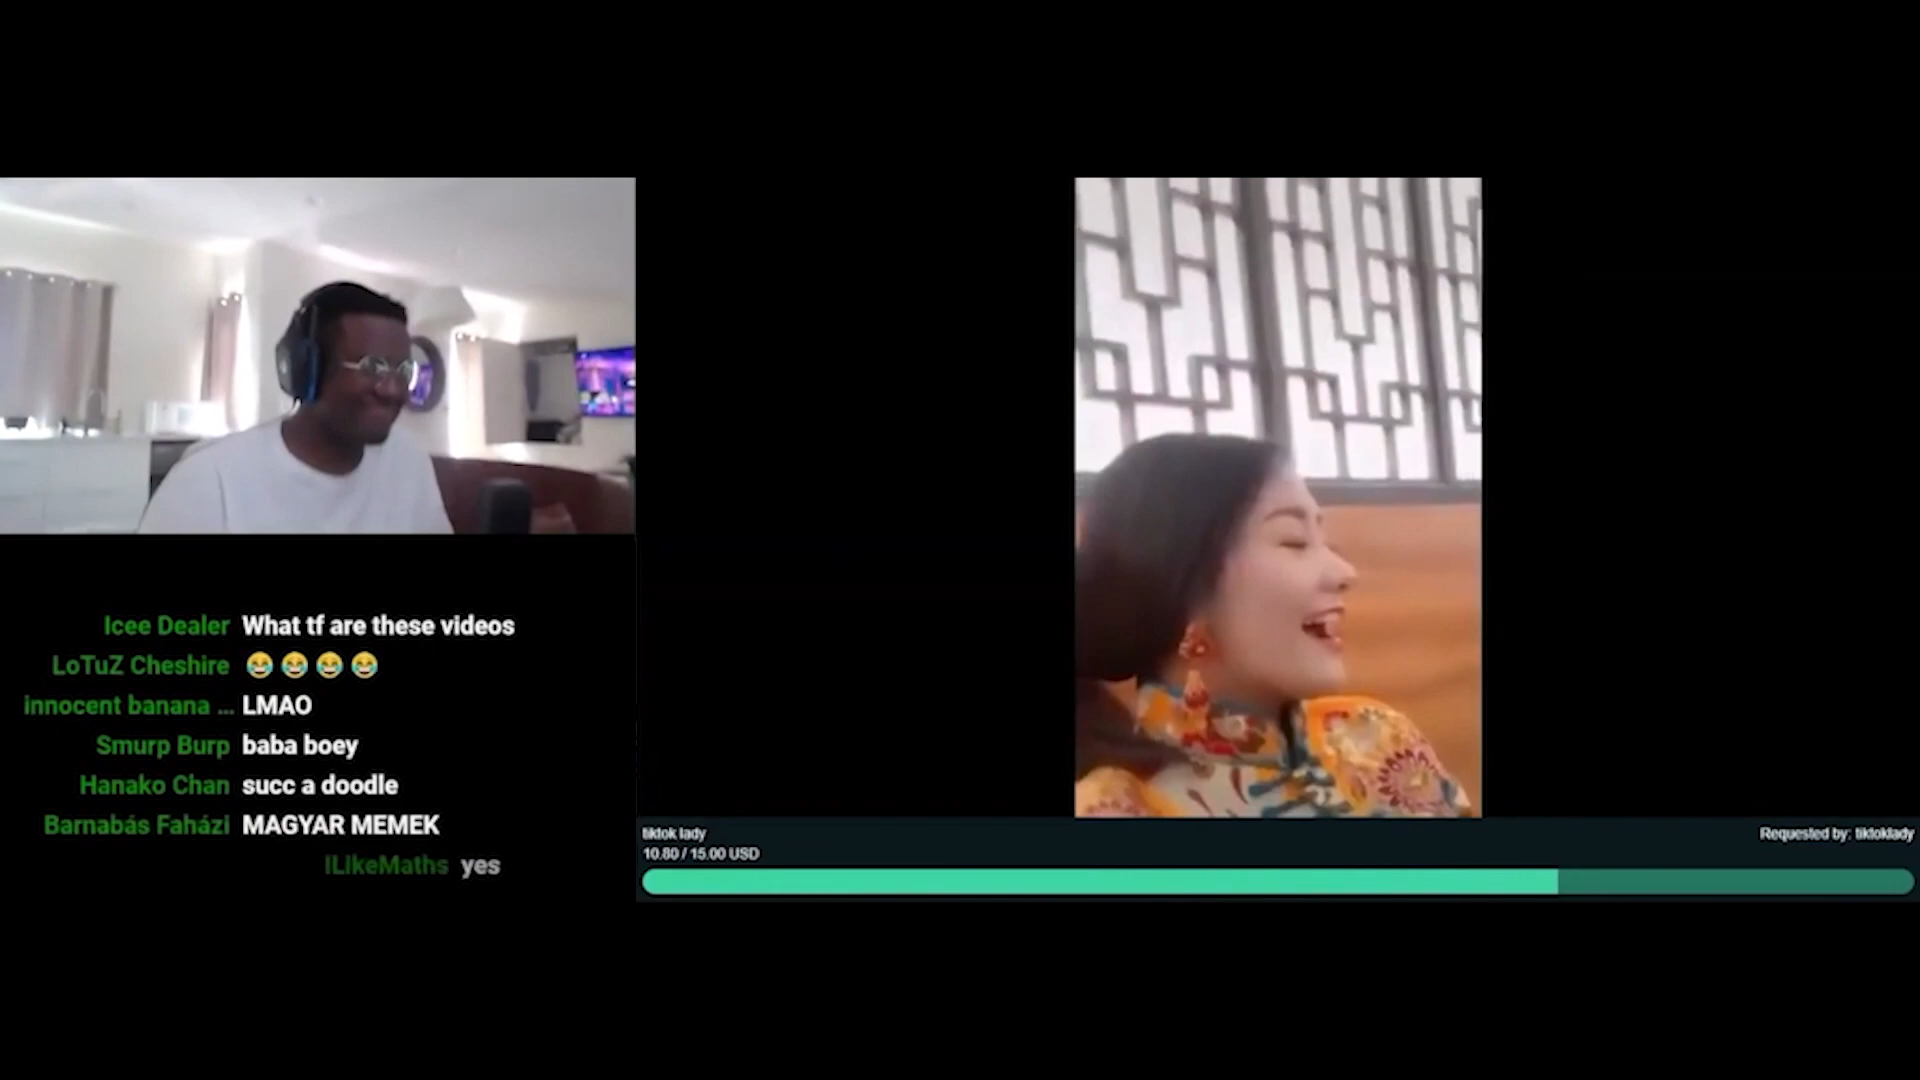 Icee Dealer What tf are these videos
LoTuZ Cheshire 😂 😂 😂 😂
innocent banana ... LMAO
Smurp Burp baba boey
Hanako Chan succ a doodle
Barnabás Faházi MAGYAR MEMEK
ILikeMaths yes
tiktok lady
Requested by: tiktoklady
10.80 / 15.00 USD